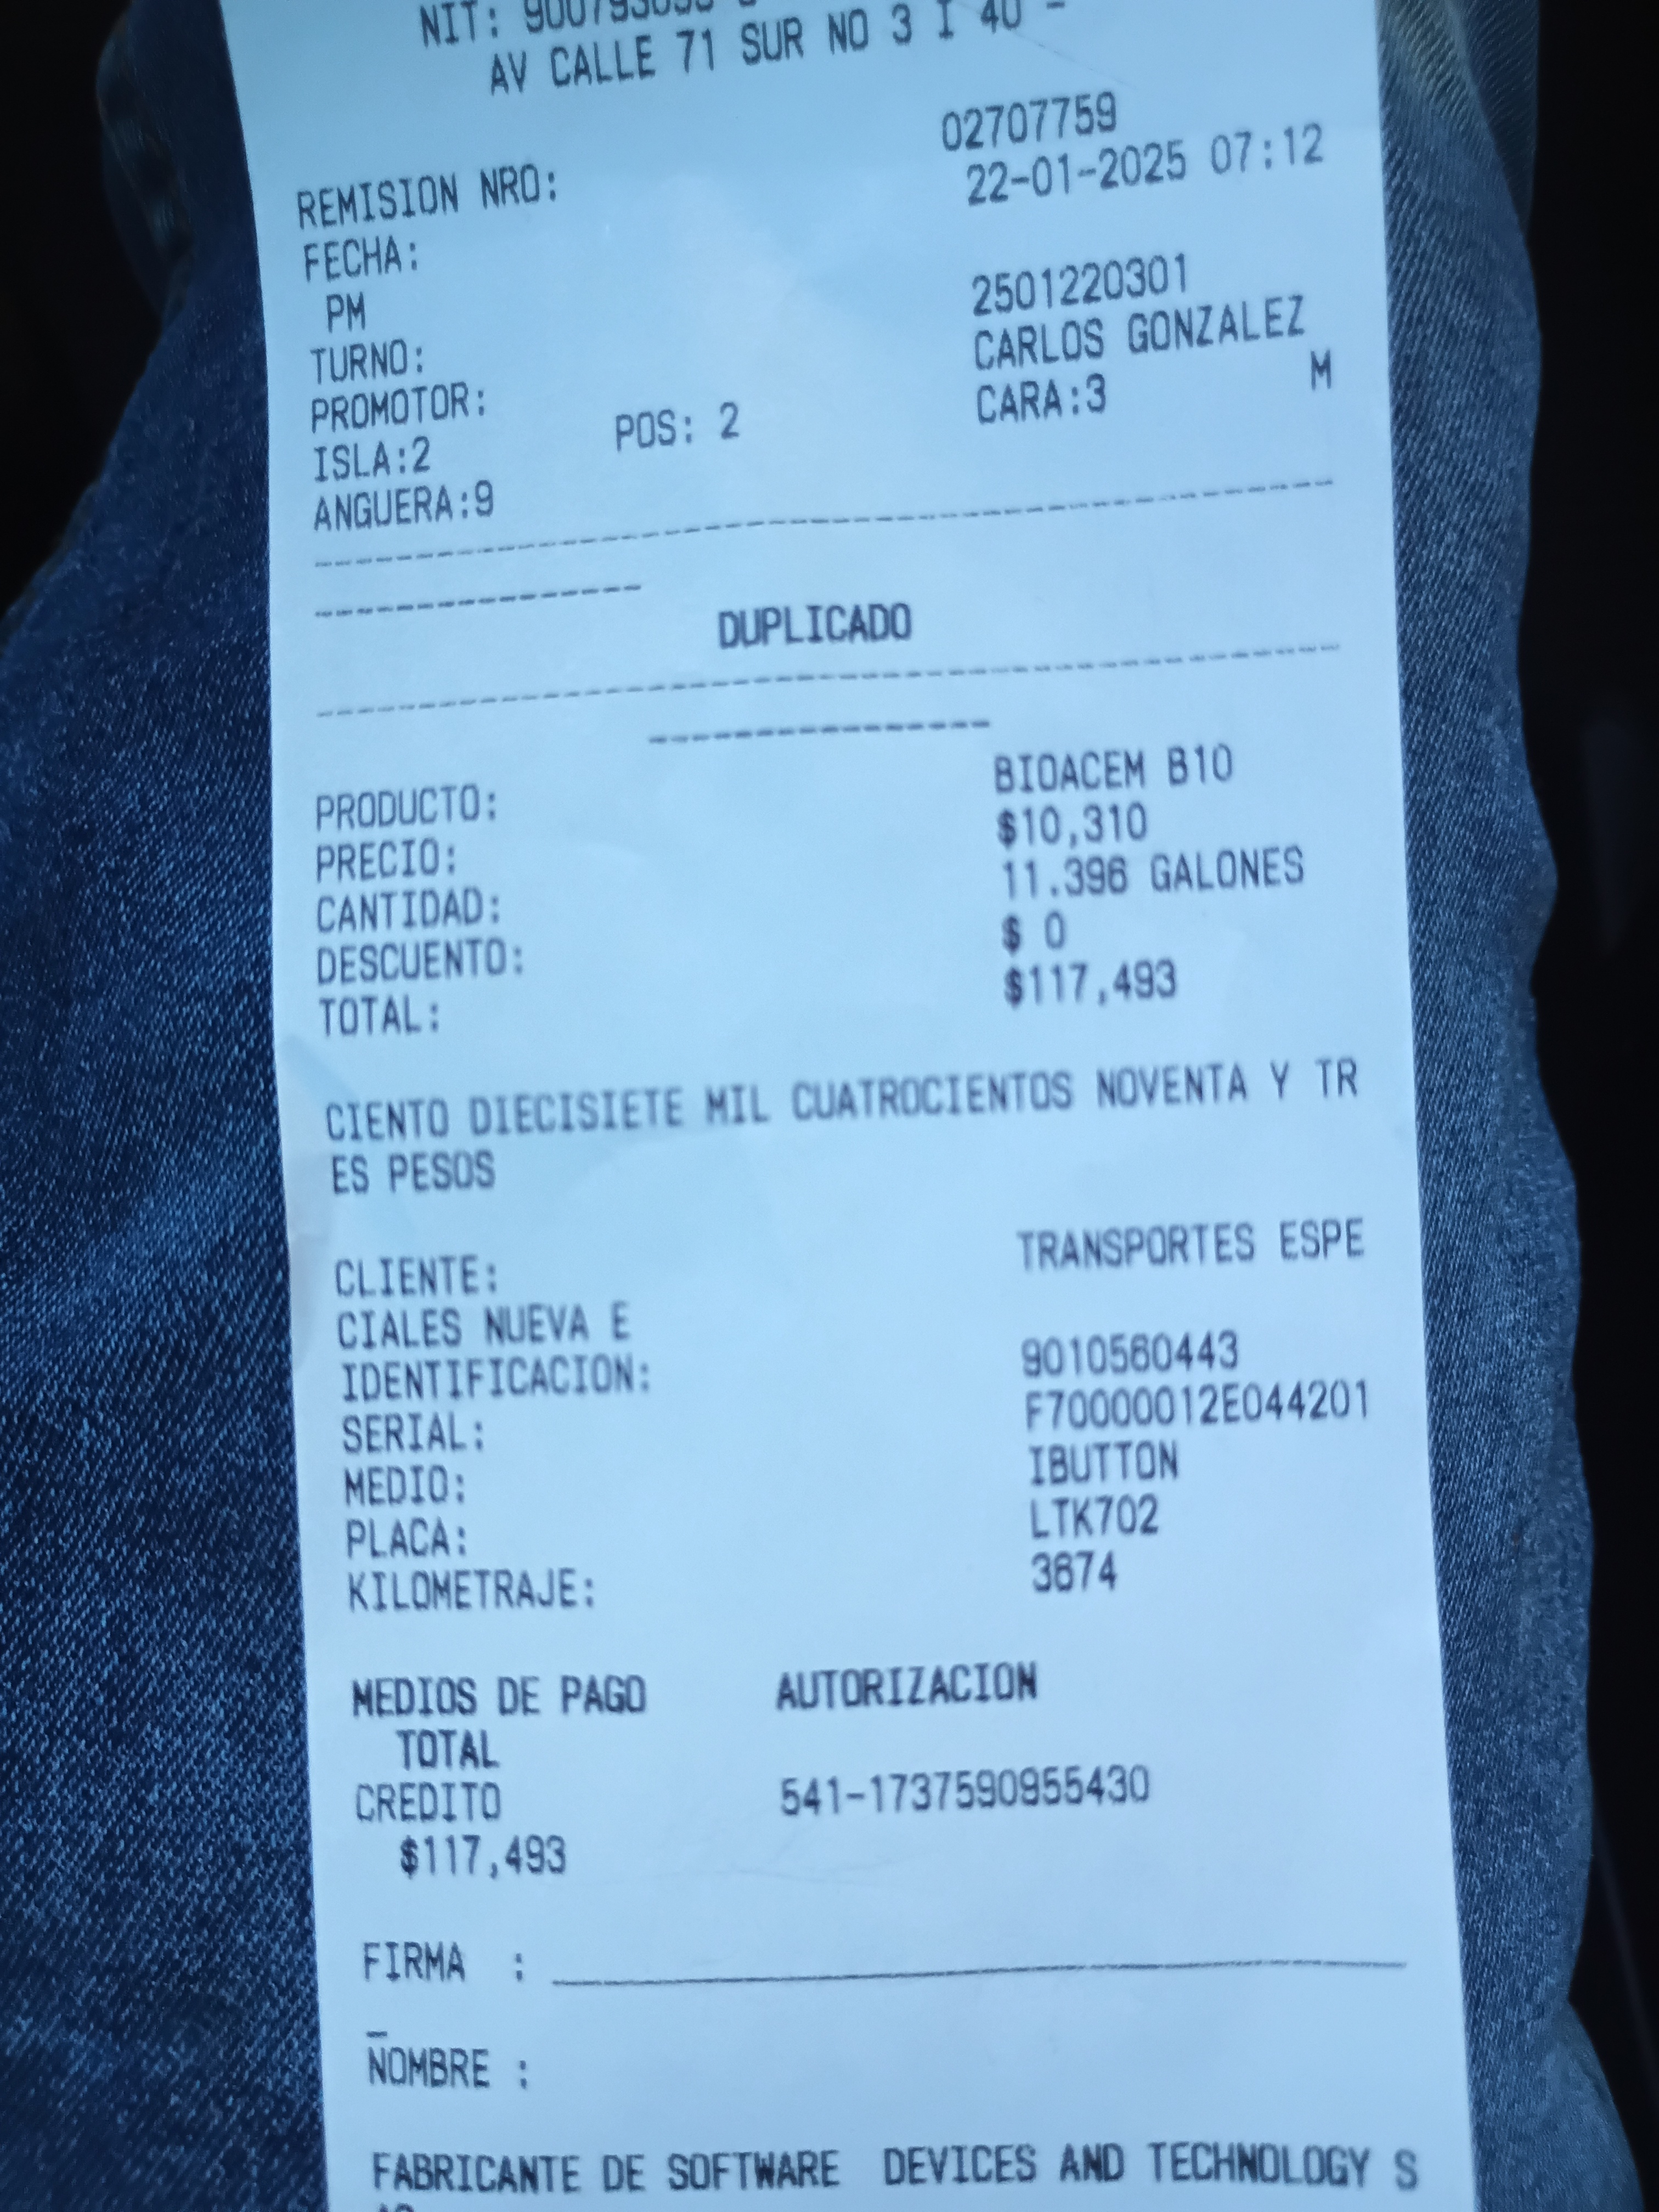 NIT:
AV CALLE 71 SUR NO 3 I 40 -
REMISION NRO: 02707759
FECHA: 22-01-2025 07:12
PM
TURNO: 2501220301
PROMOTOR: CARLOS GONZALEZ
ISLA:2 POS: 2 CARA:3 M
ANGUERA:9
------------------------------------------------
----------------
DUPLICADO
------------------------------------------------
----------------
PRODUCTO: BIOACEM B10
PRECIO: $10,310
CANTIDAD: 11.396 GALONES
DESCUENTO: $ 0
TOTAL: $117,493
CIENTO DIECISIETE MIL CUATROCIENTOS NOVENTA Y TR
ES PESOS
CLIENTE: TRANSPORTES ESPE
CIALES NUEVA E
IDENTIFICACION: 9010560443
SERIAL: F70000012E044201
MEDIO: IBUTTON
PLACA: LTK702
KILOMETRAJE: 3674
MEDIOS DE PAGO AUTORIZACION
TOTAL
CREDITO 541-1737590955430
$117,493
FIRMA : ________________________________________
_
NOMBRE :
FABRICANTE DE SOFTWARE DEVICES AND TECHNOLOGY S